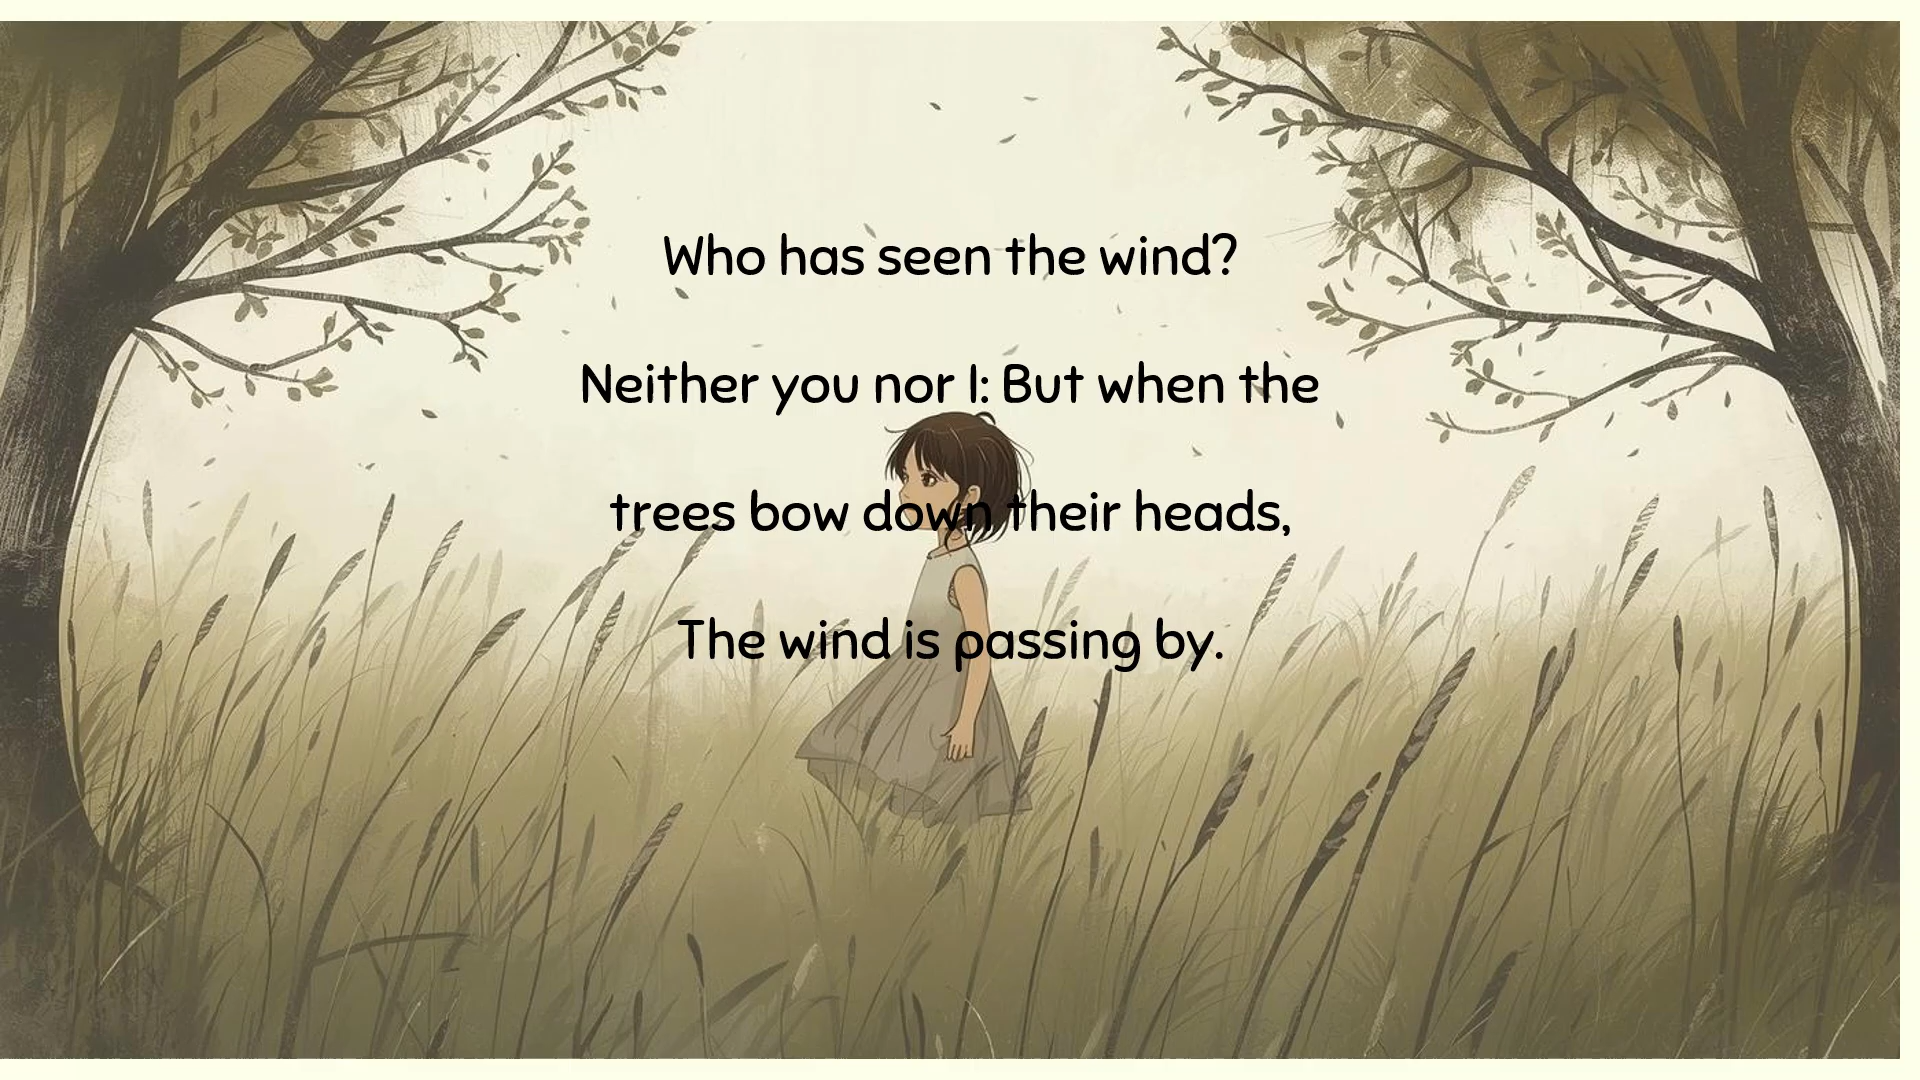 Who has seen the wind?
Neither you nor I: But when the
trees bow down their heads,
The wind is passing by.